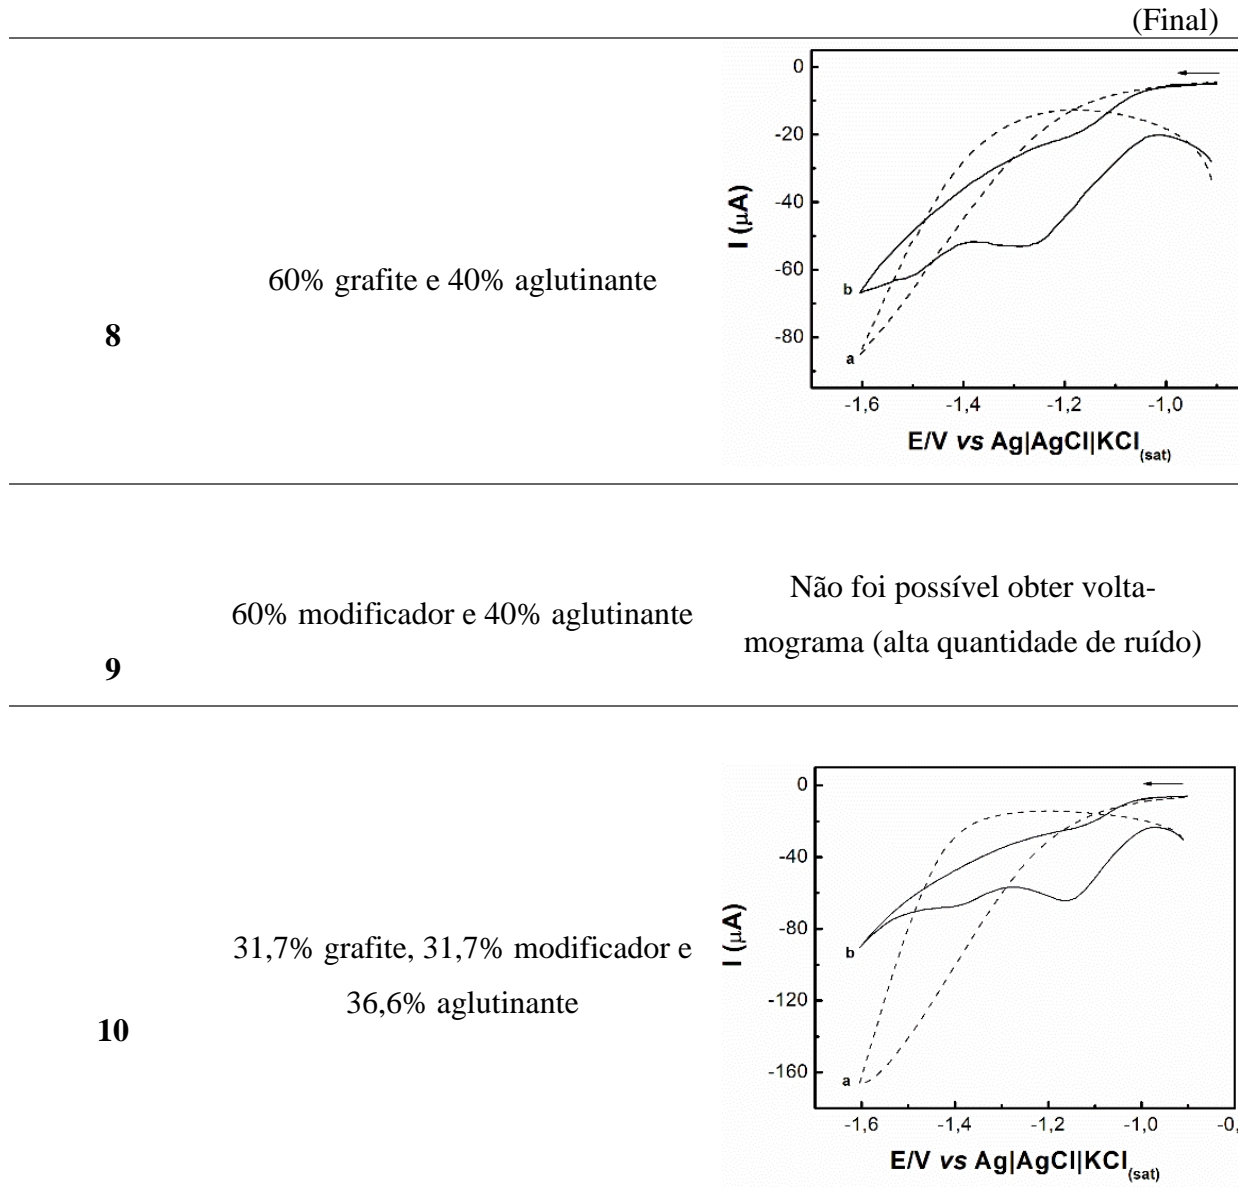 (Final)
0
-20
-40
-60
-80
I (µA)
b
a
-1,6 -1,4 -1,2 -1,0
E/V vs Ag|AgCl|KCl(sat)
8
60% grafite e 40% aglutinante
9
60% modificador e 40% aglutinante
Não foi possível obter volta-
mograma (alta quantidade de ruído)
10
31,7% grafite, 31,7% modificador e
36,6% aglutinante
0
-40
-80
-120
-160
I (µA)
b
a
-1,6 -1,4 -1,2 -1,0 -0,
E/V vs Ag|AgCl|KCl(sat)